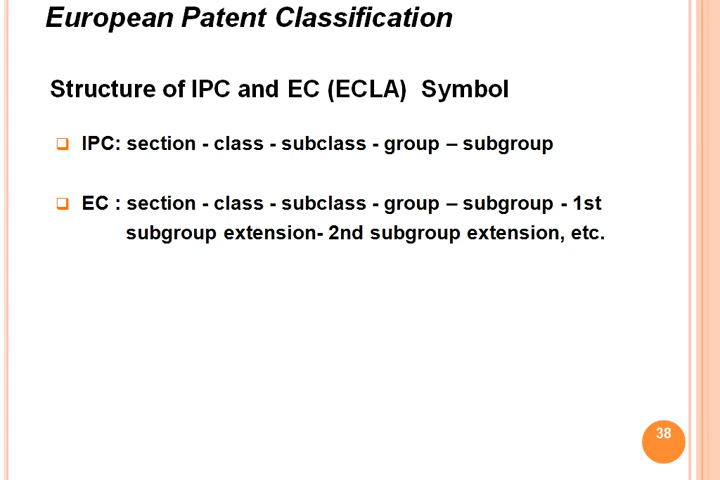 European Patent Classification
Structure of IPC and EC (ECLA) Symbol
IPC: section - class - subclass - group – subgroup
EC : section - class - subclass - group – subgroup - 1st
subgroup extension- 2nd subgroup extension, etc.
38